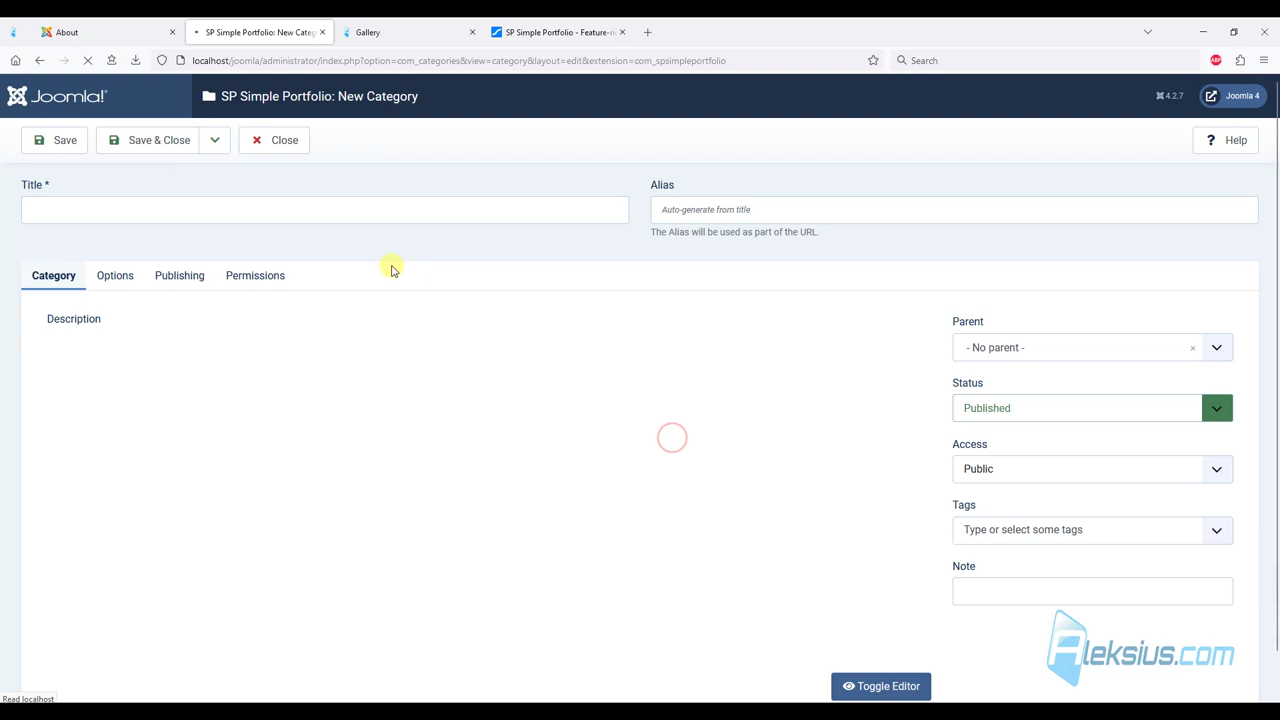 About
SP Simple Portfolio: New Categ
Gallery
SP Simple Portfolio - Feature-n
localhost/joomla/administrator/index.php?option=com_categories&view=category&layout=edit&extension=com_spsimpleportfolio
Search
ABP
Joomla!
SP Simple Portfolio: New Category
4.2.7
Joomla 4
Save
Save & Close
Close
? Help
Title *
Alias
Auto-generate from title
The Alias will be used as part of the URL.
Category
Options
Publishing
Permissions
Description
Parent
- No parent -
Status
Published
Access
Public
Tags
Type or select some tags
Note
Toggle Editor
Aleksius.com
Read localhost